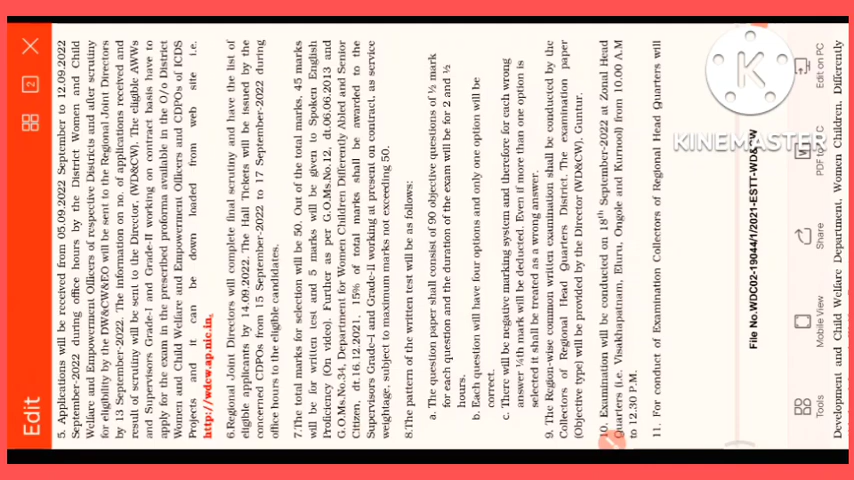 Edit
2
5. Applications will be received from 05.09.2022 September to 12.09.2022
September-2022 during office hours by the District Women and Child
Welfare and Empowerment Officers of respective Districts and after scrutiny
for eligibility by the DW&CW&EO will be sent to the Regional Joint Directors
by 13 September-2022. The information on no. of applications received and
result of scrutiny will be sent to the Director, (WD&CW). The eligible AWWs
and Supervisors Grade-I and Grade-II working on contract basis have to
apply for the exam in the prescribed proforma available in the O/o District
Women and Child Welfare and Empowerment Officers and CDPOs of ICDS
Projects and it can be down loaded from web site i.e.
http://wdcw.ap.nic.in.
6.Regional Joint Directors will complete final scrutiny and have the list of
eligible applicants by 14.09.2022. The Hall Tickets will be issued by the
concerned CDPOs from 15 September-2022 to 17 September-2022 during
office hours to the eligible candidates.
7.The total marks for selection will be 50. Out of the total marks, 45 marks
will be for written test and 5 marks will be given to Spoken English
Proficiency (On video). Further as per G.O.Ms.No.12, dt.06.06.2013 and
G.O.Ms.No.34, Department for Women Children Differently Abled and Senior
Citizen, dt.16.12.2021, 15% of total marks shall be awarded to the
Supervisors Grade-I and Grade-II working at present on contract, as service
weightage, subject to maximum marks not exceeding 50.
8.The pattern of the written test will be as follows:
a. The question paper shall consist of 90 objective questions of ½ mark
for each question and the duration of the exam will be for 2 and ½
hours.
b. Each question will have four options and only one option will be
correct.
c. There will be negative marking system and therefore for each wrong
answer ¼th mark will be deducted. Even if more than one option is
selected it shall be treated as a wrong answer.
9. The Region-wise common written examination shall be conducted by the
Collectors of Regional Head Quarters District. The examination paper
(Objective type) will be provided by the Director (WD&CW), Guntur.
10. Examination will be conducted on 18th September-2022 at Zonal Head
Quarters (i.e. Visakhapatnam, Eluru, Ongole and Kurnool) from 10.00 A.M
to 12.30 P.M.
11. For conduct of Examination Collectors of Regional Head Quarters will
File No.WDC02-19044/1/2021-ESTT-WD&CW
Tools
Mobile View
Share
PDF to
Edit on PC
Development and Child Welfare Department, Women Children, Differently
K
KINEMASTER